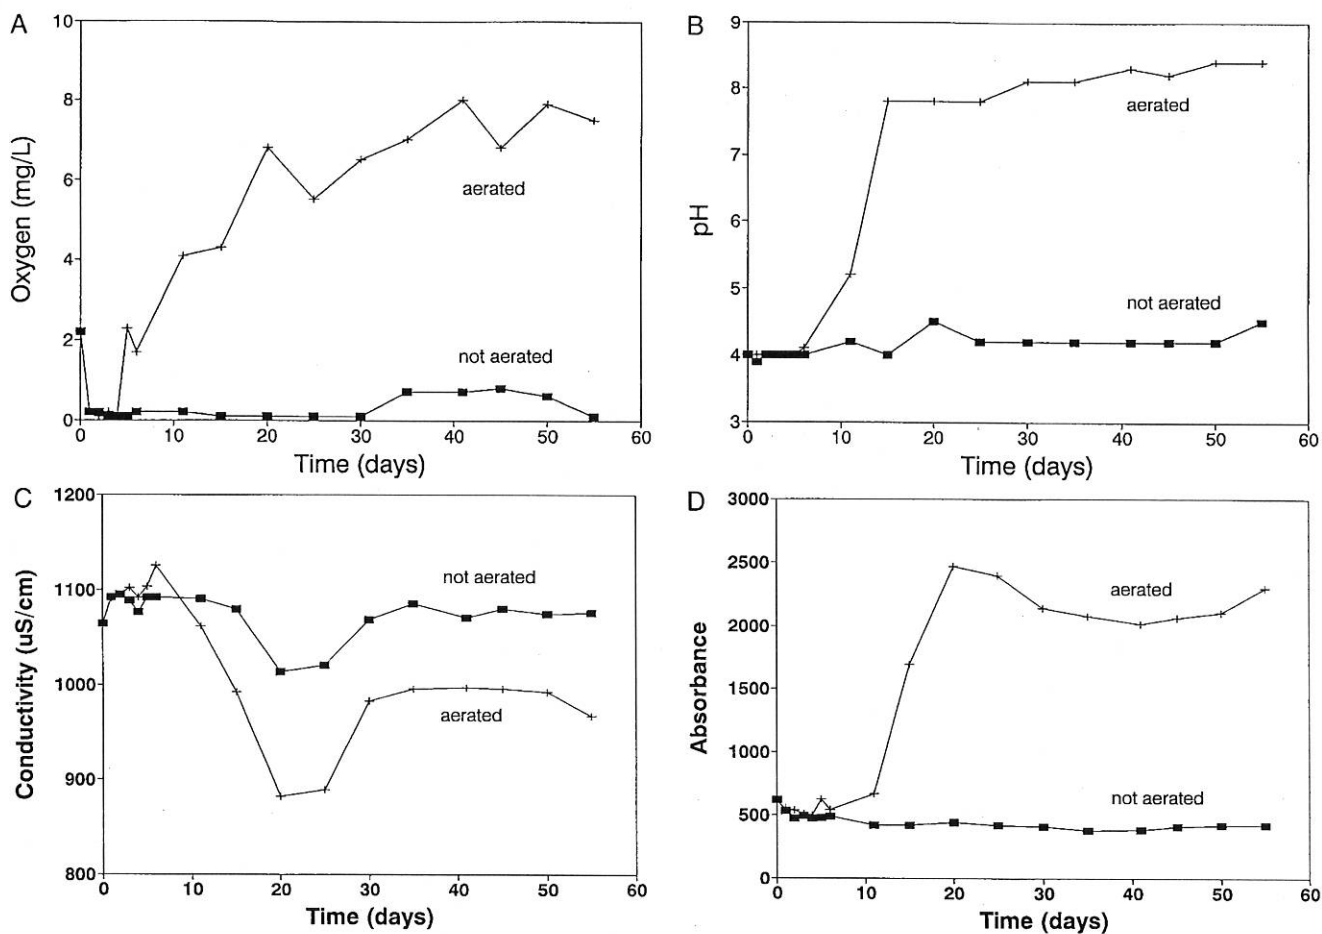 A
10
8
6
4
2
0
Oxygen (mg/L)
aerated
not aerated
0 10 20 30 40 50 60
Time (days)
B
9
8
7
6
5
4
3
pH
aerated
not aerated
0 10 20 30 40 50 60
Time (days)
C
1200
1100
1000
900
800
Conductivity (uS/cm)
not aerated
aerated
0 10 20 30 40 50 60
Time (days)
D
3000
2500
2000
1500
1000
500
0
Absorbance
aerated
not aerated
0 10 20 30 40 50 60
Time (days)